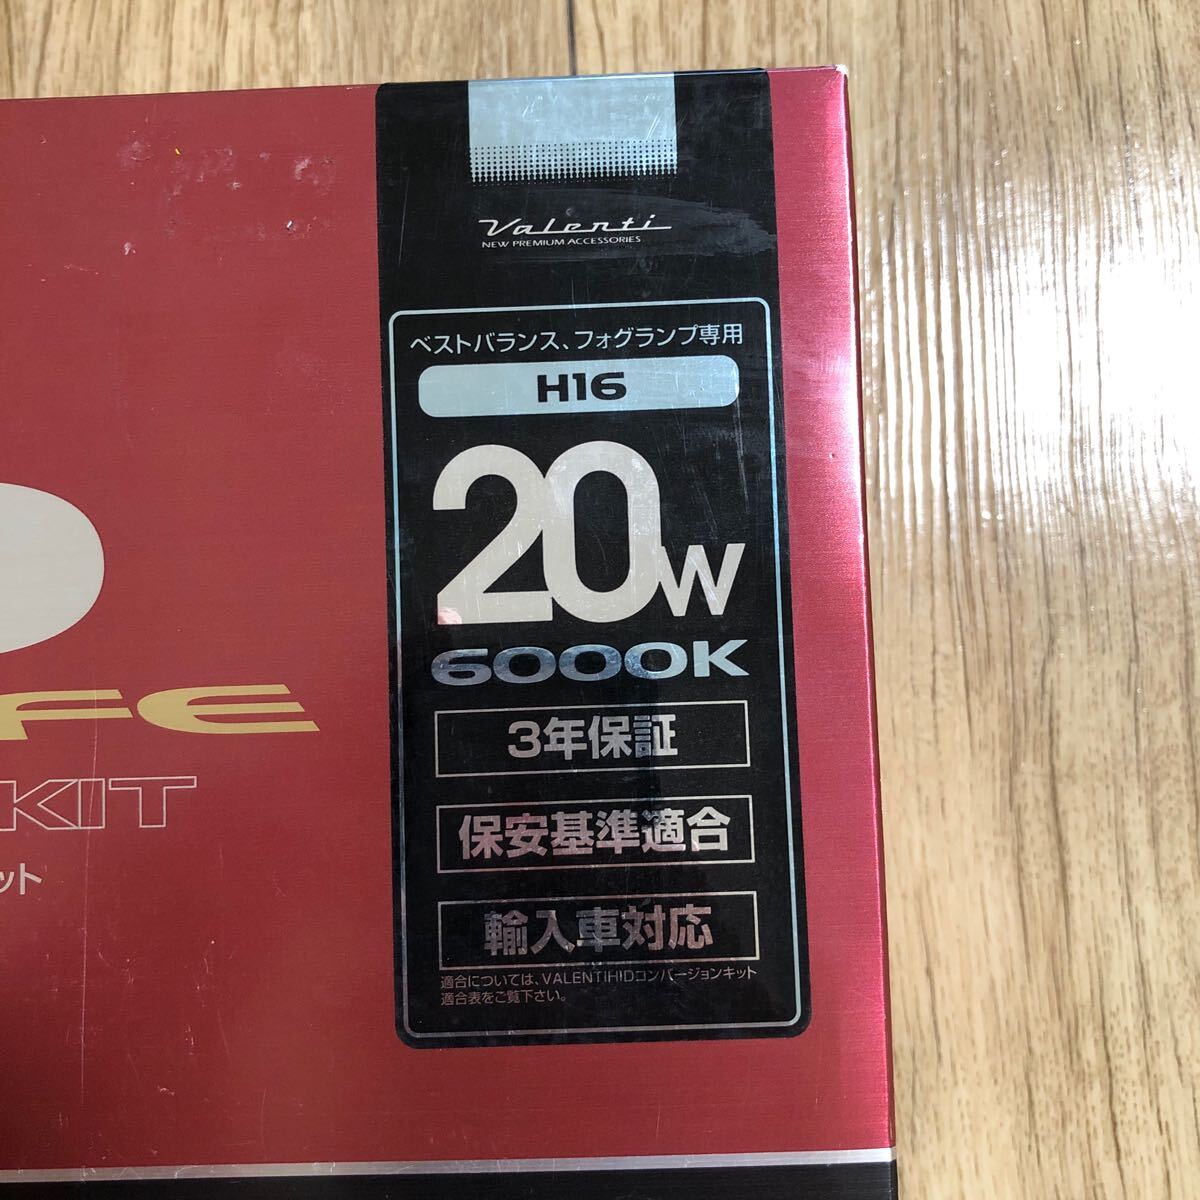 Valenti
NEW PREMIUM ACCESSORIES
ベストバランス、フォグランプ専用
H16
20W
6000K
3年保証
保安基準適合
輸入車対応
適合については、VALENTIHIDコンバージョンキット
適合表をご覧下さい。
FE
KIT
ット